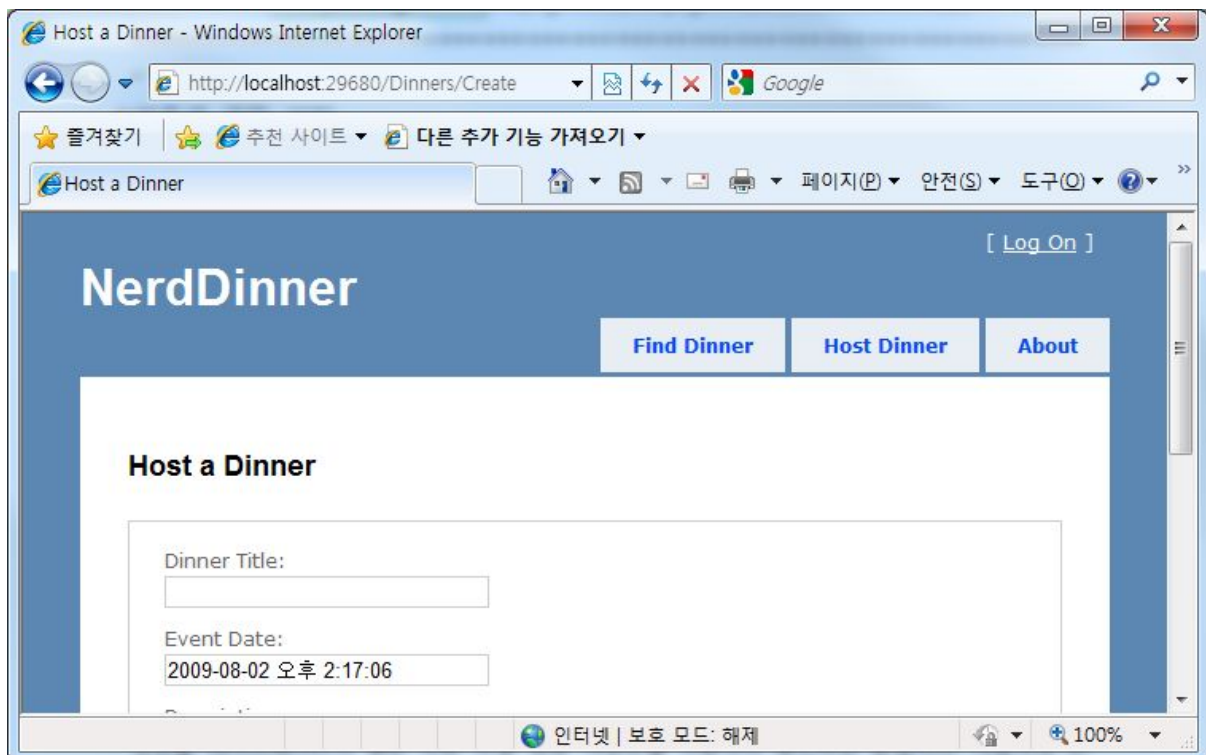 Host a Dinner - Windows Internet Explorer
http://localhost:29680/Dinners/Create
Google
즐겨찾기 추천 사이트 다른 추가 기능 가져오기
Host a Dinner
페이지(P) 안전(S) 도구(O) »
[ Log On ]
NerdDinner
Find Dinner Host Dinner About
Host a Dinner
Dinner Title:
Event Date:
2009-08-02 오후 2:17:06
인터넷 | 보호 모드: 해제
100%